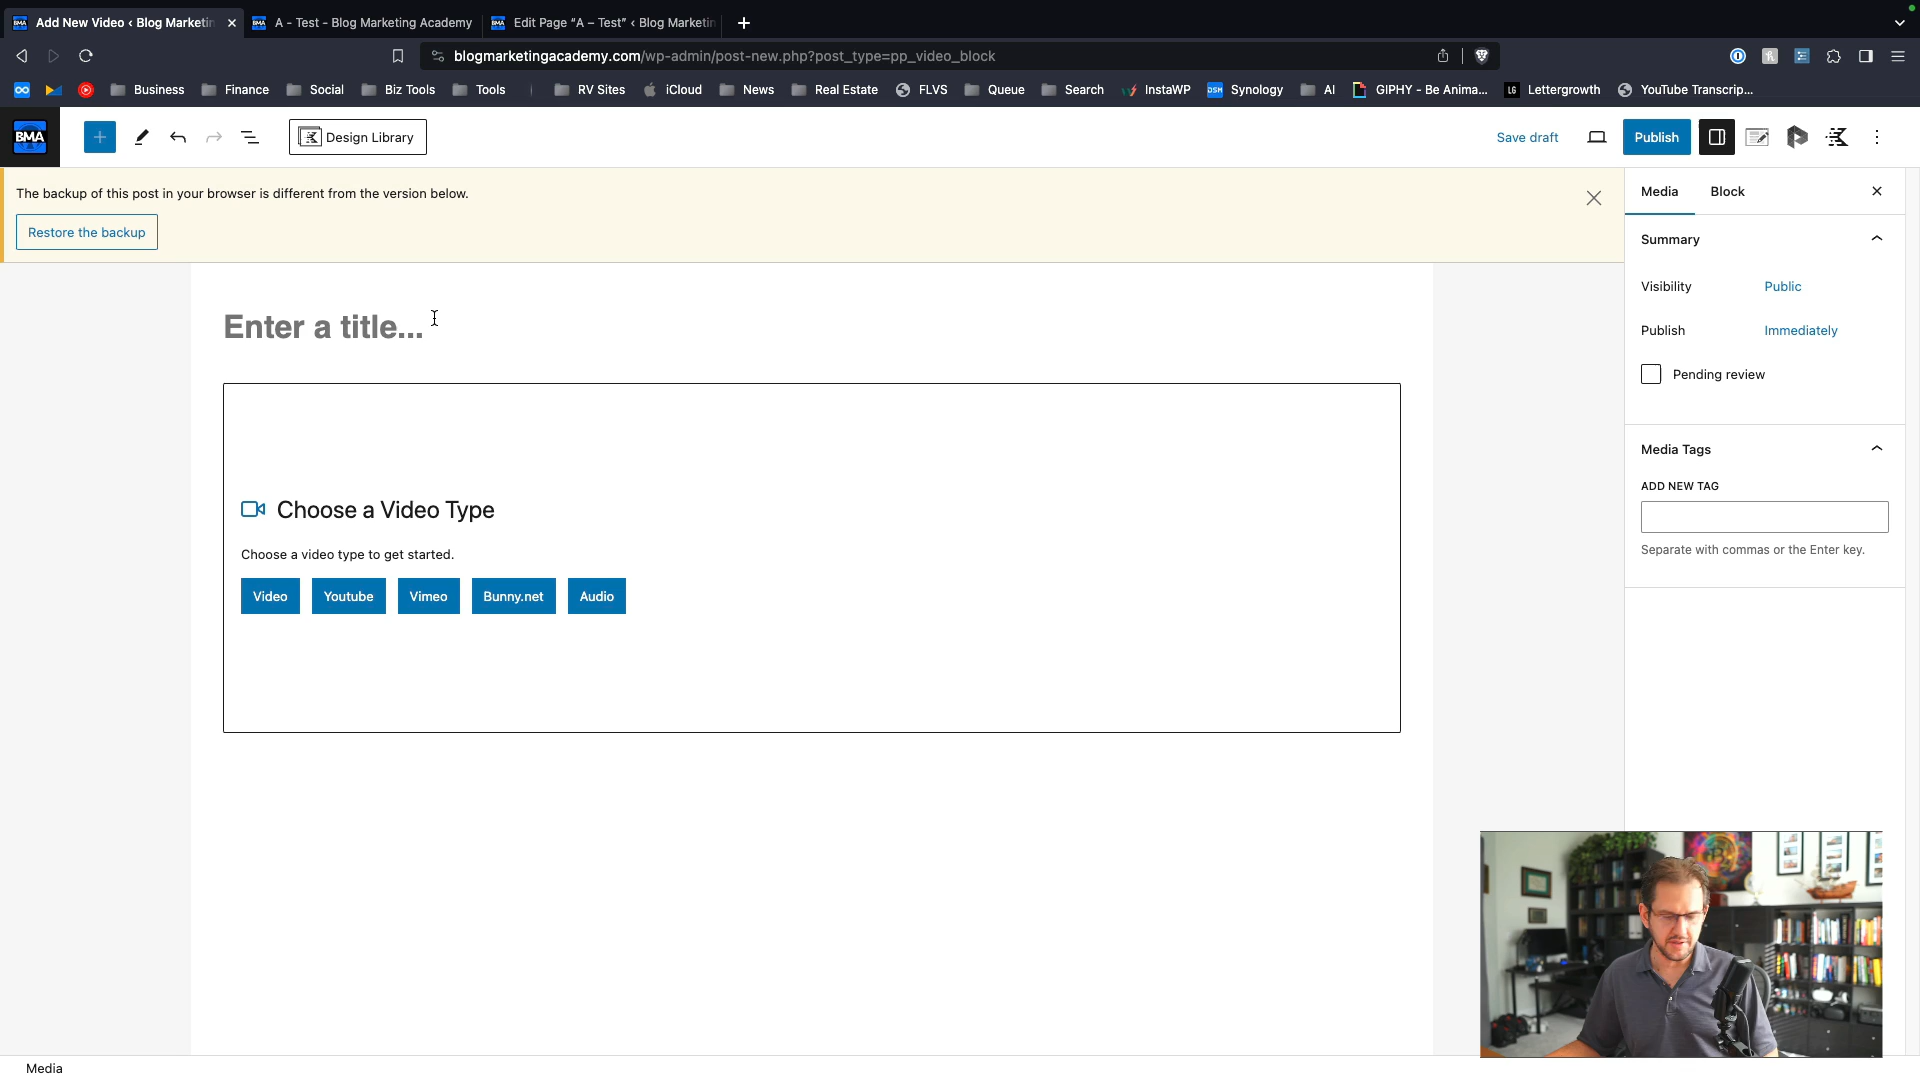 Add New Video < Blog Marketin
A - Test - Blog Marketing Academy
Edit Page “A – Test” < Blog Marketin
blogmarketingacademy.com/wp-admin/post-new.php?post_type=pp_video_block
Business
Finance
Social
Biz Tools
Tools
RV Sites
iCloud
News
Real Estate
FLVS
Queue
Search
InstaWP
DSM
Synology
AI
GIPHY - Be Anima...
LG
Lettergrowth
YouTube Transcrip...
BMA
Design Library
Save draft
Publish
The backup of this post in your browser is different from the version below.
Restore the backup
Enter a title...
Choose a Video Type
Choose a video type to get started.
Video
Youtube
Vimeo
Bunny.net
Audio
Media
Block
Summary
Visibility
Public
Publish
Immediately
Pending review
Media Tags
ADD NEW TAG
Separate with commas or the Enter key.
Media